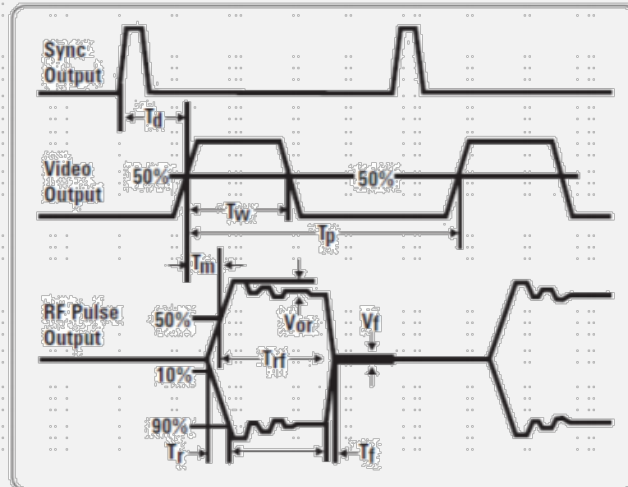 Sync
Output
Td
Video
Output
50%
50%
Tw
Tp
Tm
RF Pulse
Output
50%
Vor
Vf
Trf
10%
90%
Tr
Tf